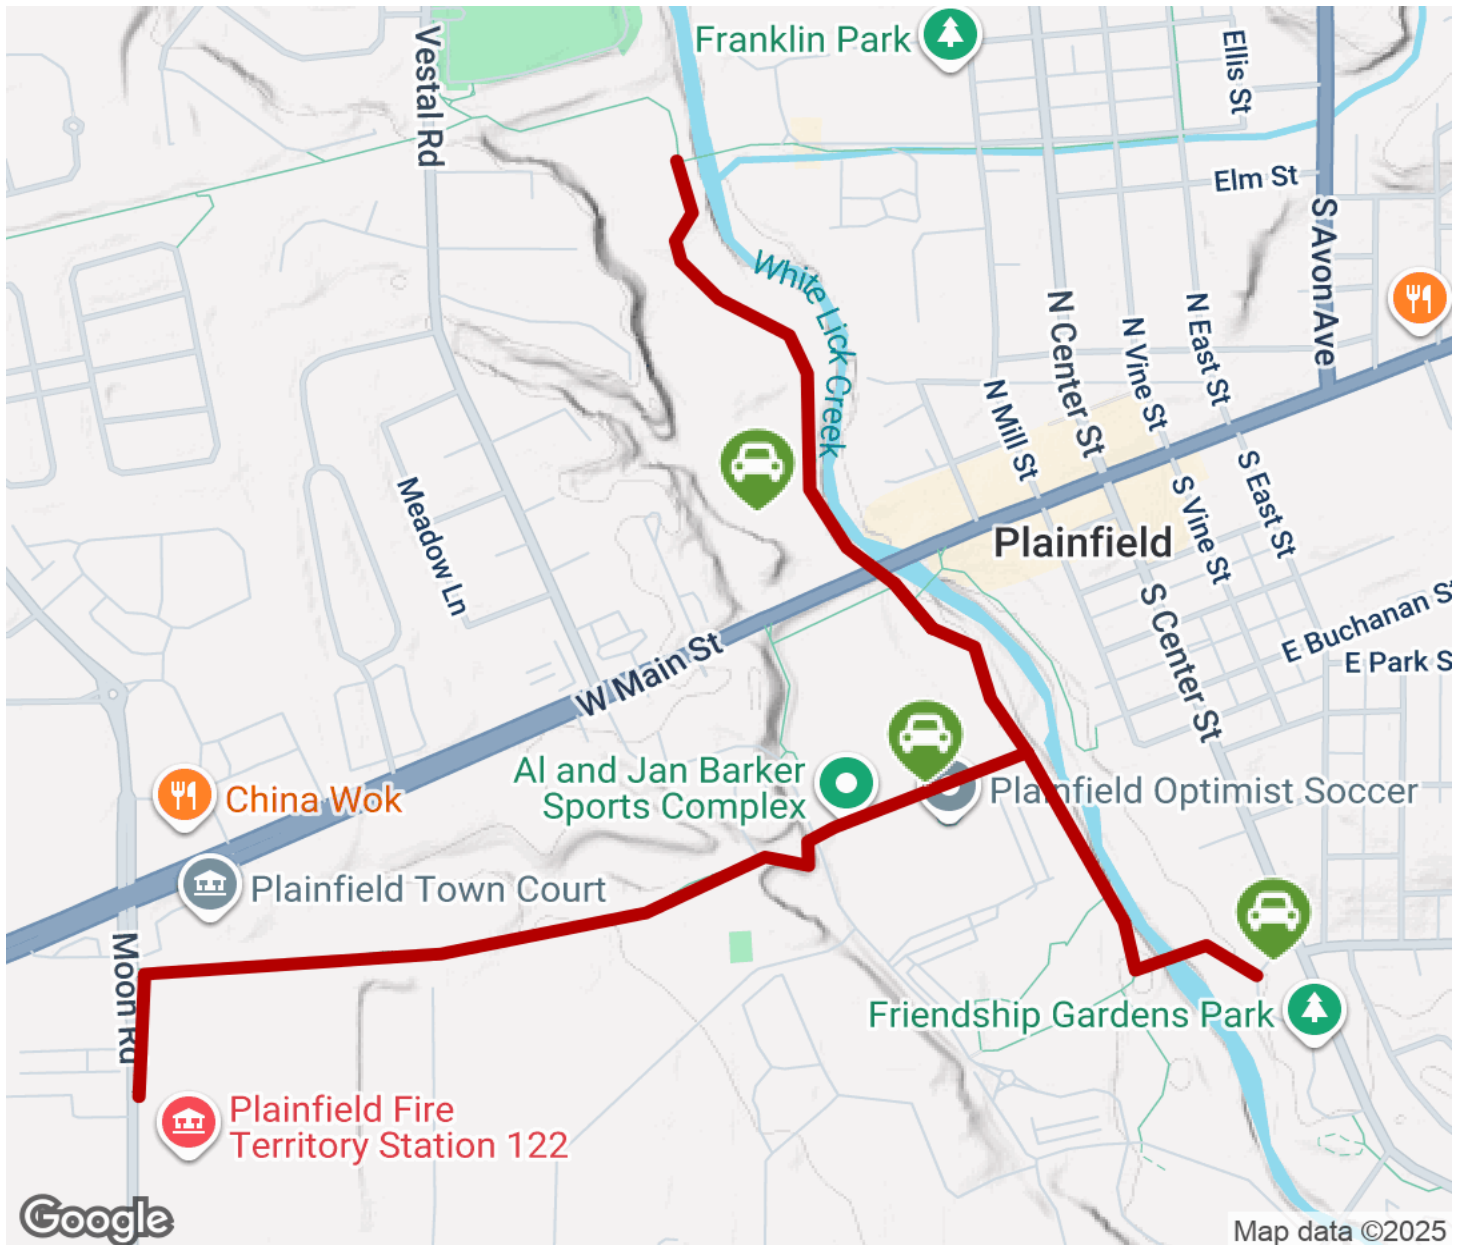 Franklin Park
Vestal Rd
Ellis St
Elm St
S Avon Ave
White Lick Creek
N Center St
N Vine St
N East St
N Mill St
Meadow Ln
S East St
S Vine St
Plainfield
S Center St
E Buchanan S
E Park S
W Main St
Al and Jan Barker
Sports Complex
Plainfield Optimist Soccer
China Wok
Plainfield Town Court
Moon Rd
Friendship Gardens Park
Plainfield Fire
Territory Station 122
Google
Map data ©2025